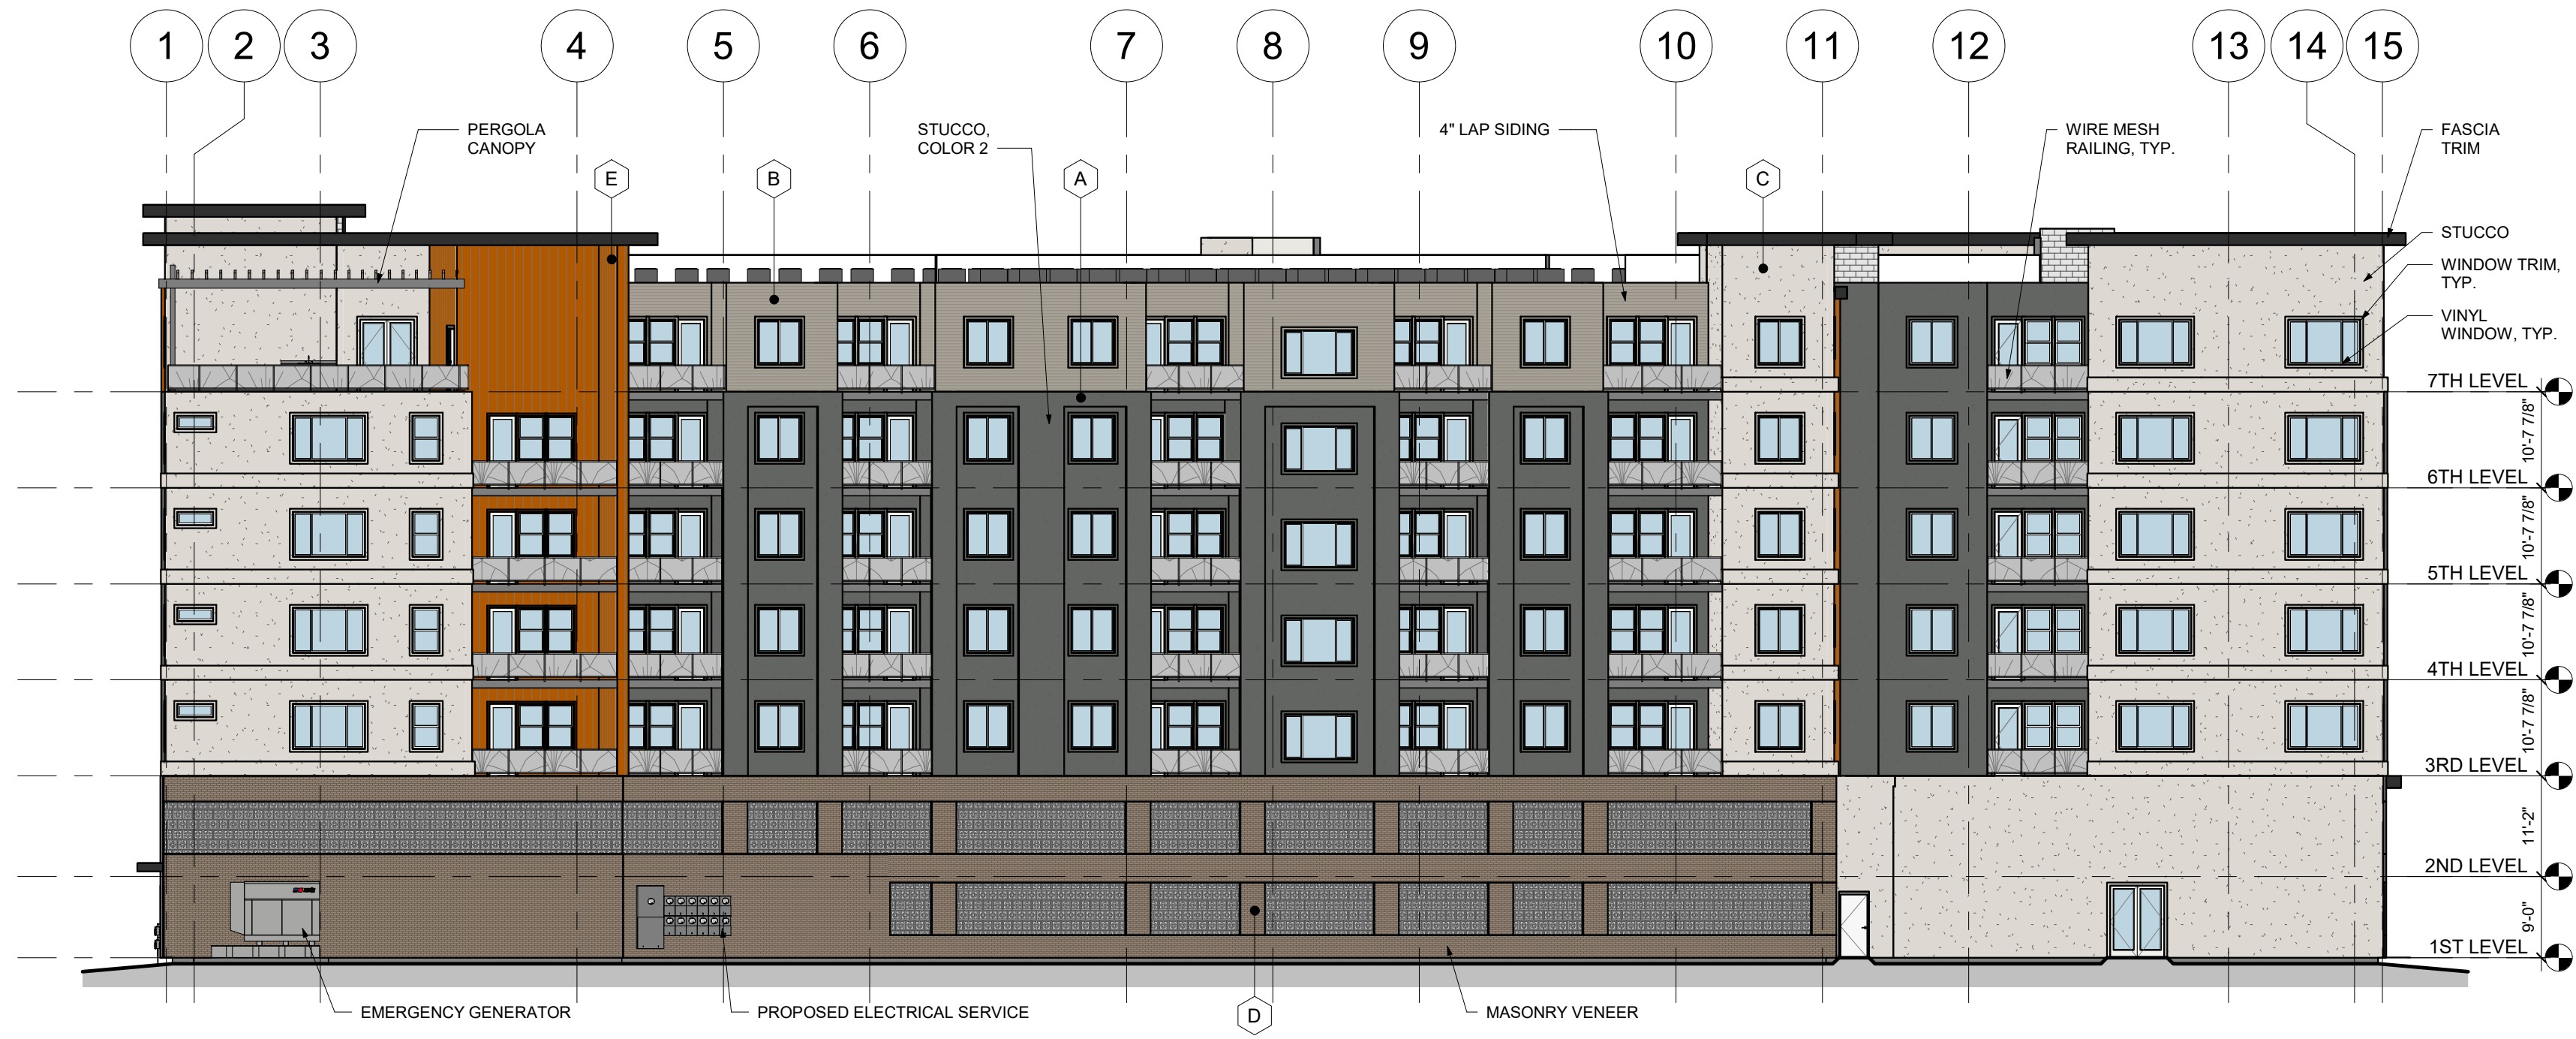 1 2 3 4 5 6 7 8 9 10 11 12 13 14 15
PERGOLA
CANOPY
STUCCO,
COLOR 2
4" LAP SIDING
WIRE MESH
RAILING, TYP.
FASCIA
TRIM
E B A C
STUCCO
WINDOW TRIM,
TYP.
VINYL
WINDOW, TYP.
7TH LEVEL
10'-7 7/8"
6TH LEVEL
10'-7 7/8"
5TH LEVEL
10'-7 7/8"
4TH LEVEL
10'-7 7/8"
3RD LEVEL
11'-2"
2ND LEVEL
9'-0"
1ST LEVEL
EMERGENCY GENERATOR
PROPOSED ELECTRICAL SERVICE
D
MASONRY VENEER